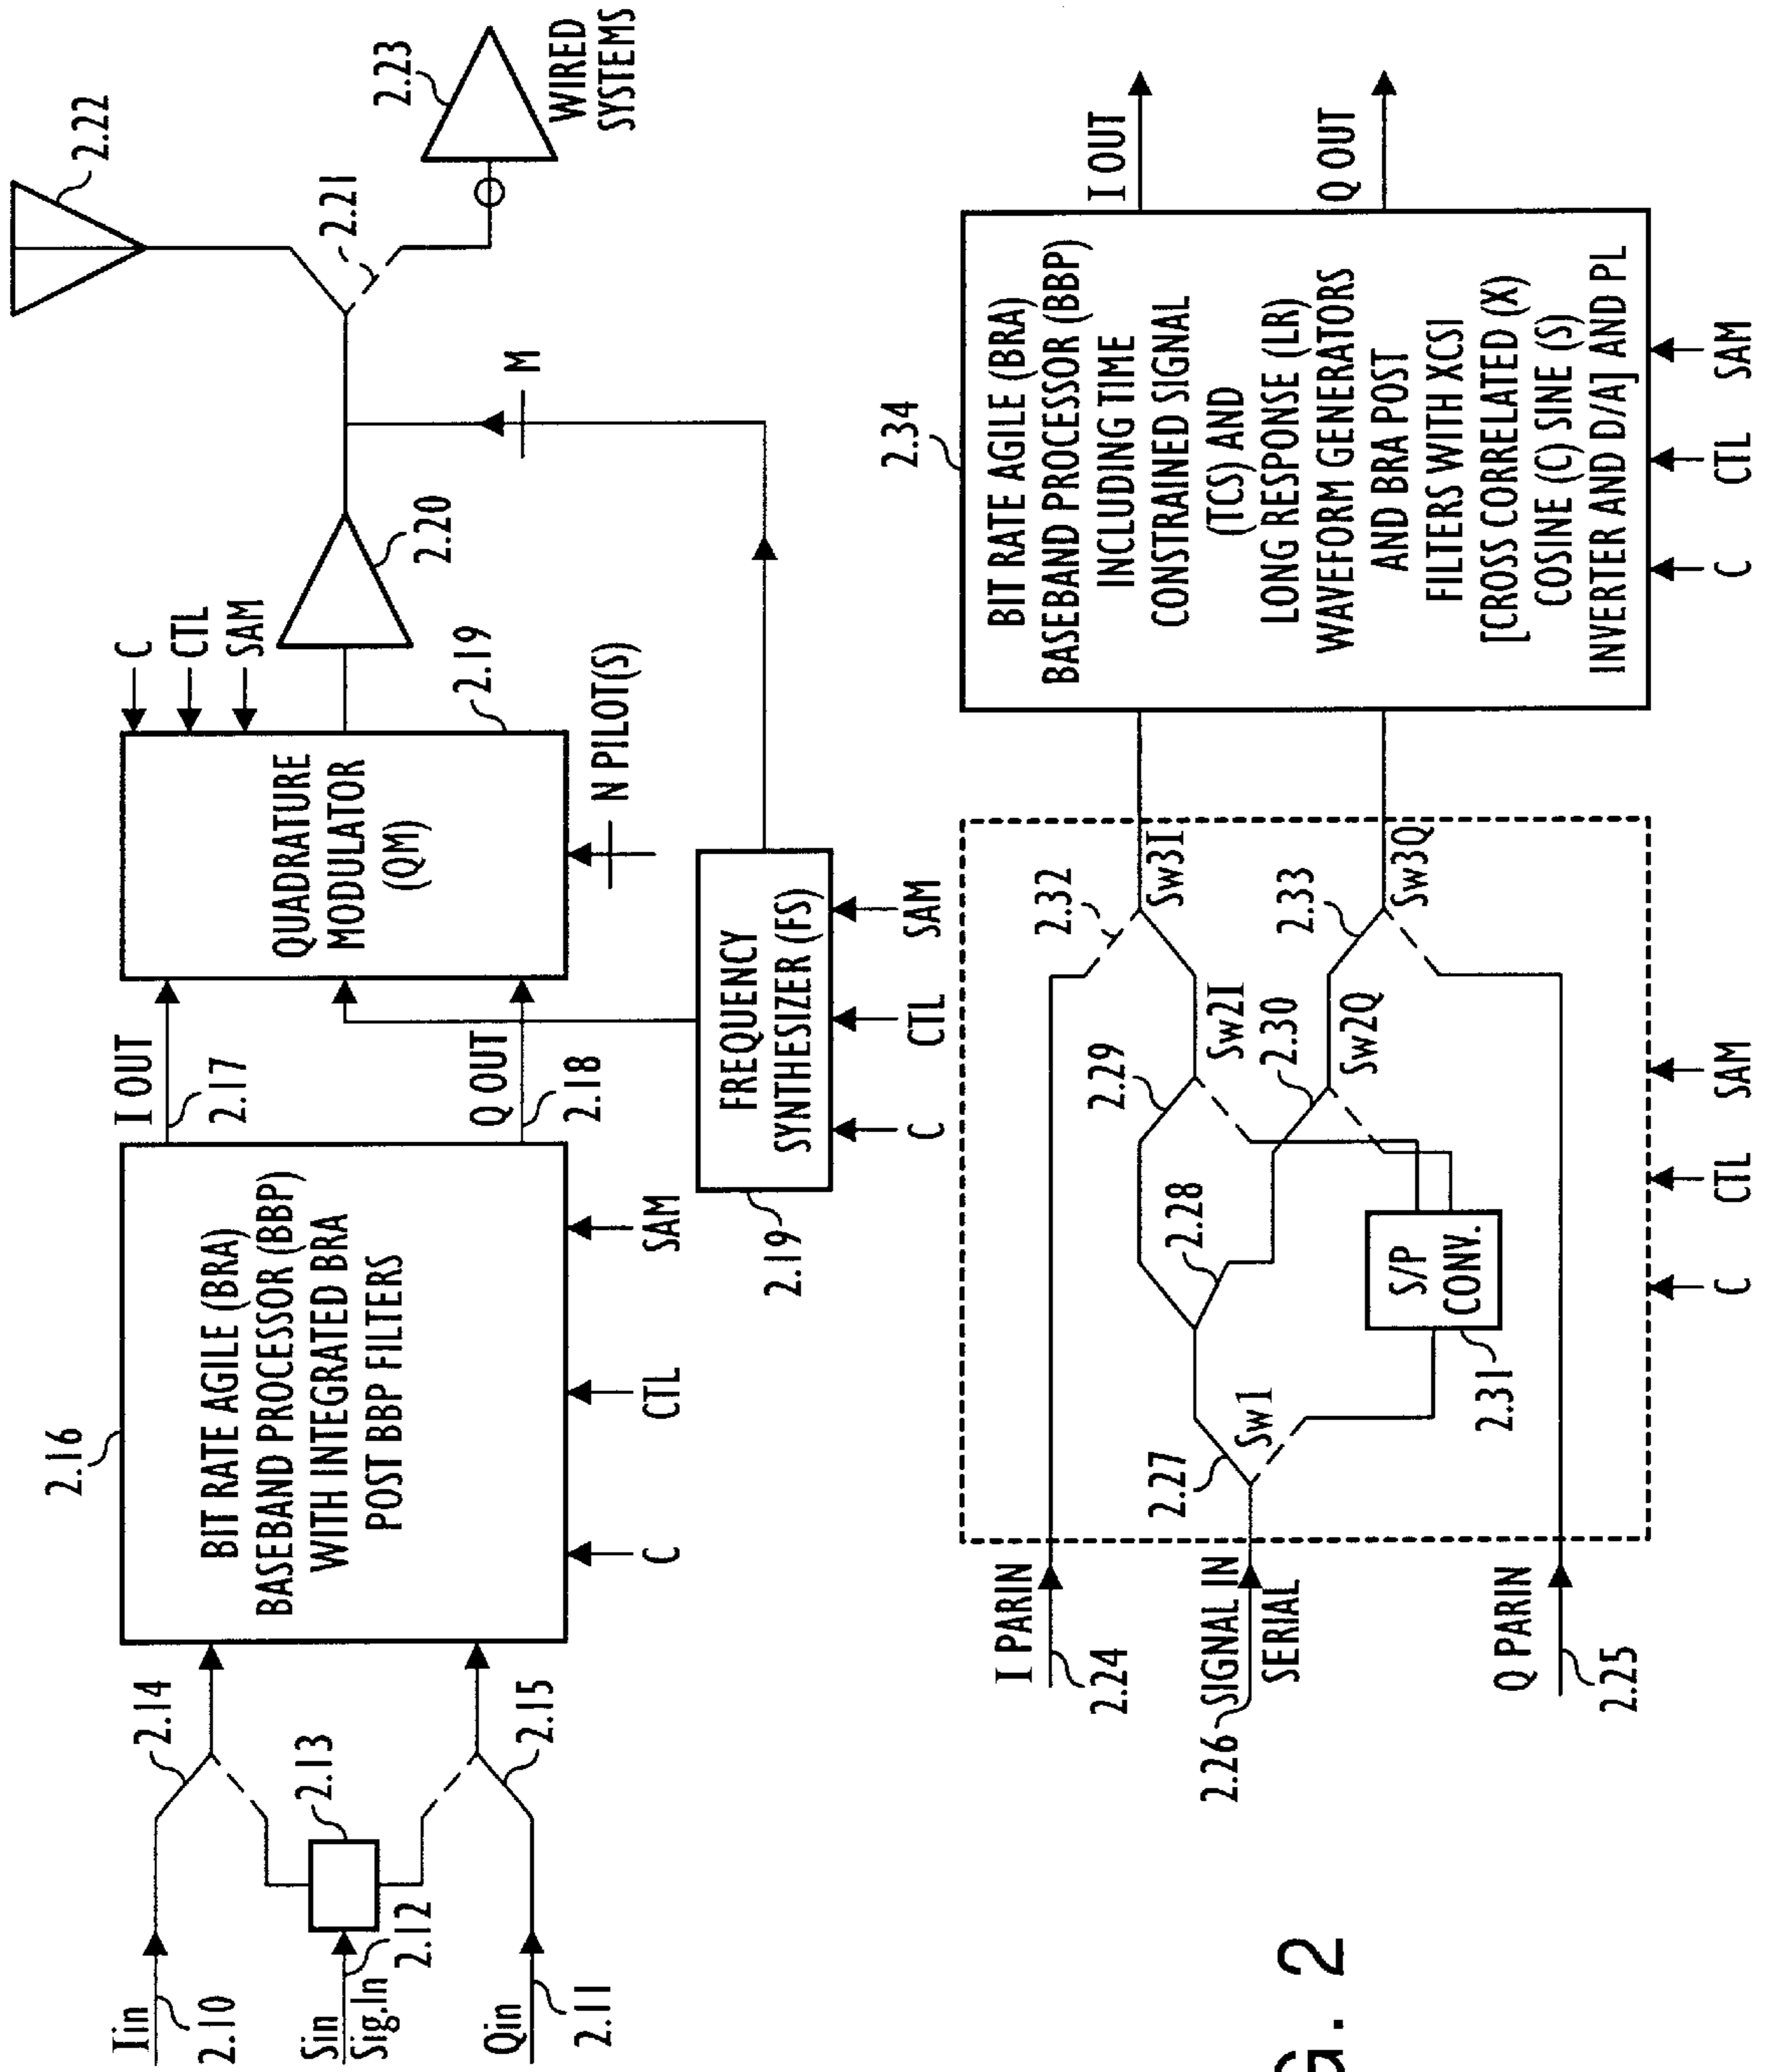 2.22
2.23
WIRED
SYSTEMS
2.21
M
2.20
C
CTL
SAM
2.19
QUADRATURE
MODULATOR
(QM)
N PILOT(S)
I OUT
2.17
Q OUT
2.18
FREQUENCY
SYNTHESIZER (FS)
C
CTL
SAM
2.19
2.16
BIT RATE AGILE (BRA)
BASEBAND PROCESSOR (BBP)
WITH INTEGRATED BRA
POST BBP FILTERS
C
CTL
SAM
2.14
2.13
2.15
Iin
2.10
Sin
Sig.In
2.12
Qin
2.11
I OUT
Q OUT
2.34
BIT RATE AGILE (BRA)
BASEBAND PROCESSOR (BBP)
INCLUDING TIME
CONSTRAINED SIGNAL
(TCS) AND
LONG RESPONSE (LR)
WAVEFORM GENERATORS
AND BRA POST
FILTERS WITH XCSI
[CROSS CORRELATED (X)
COSINE (C) SINE (S)
INVERTER AND D/A] AND PL
C
CTL
SAM
2.32
Sw3I
2.33
Sw3Q
2.29
Sw2I
2.30
Sw2Q
2.28
S/P
CONV.
2.31
2.27
Sw1
C
CTL
SAM
I PARIN
2.24
2.26
SIGNAL IN
SERIAL
Q PARIN
2.25
G. 2